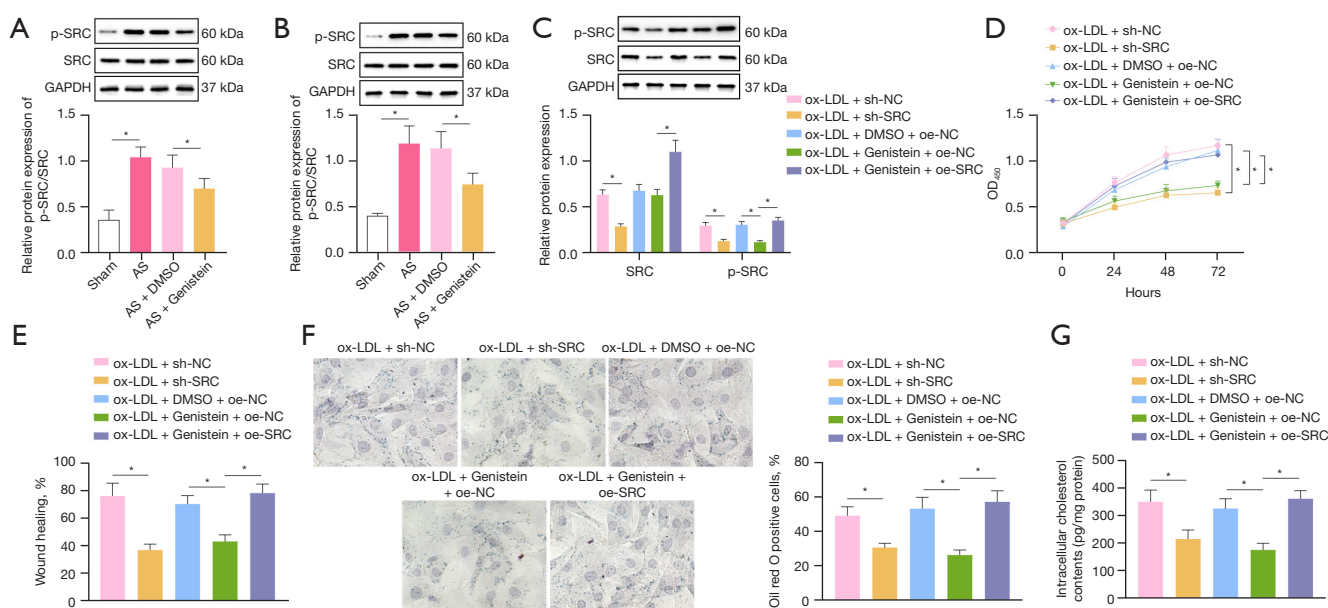 A
p-SRC
60 kDa
SRC
60 kDa
GAPDH
37 kDa
Relative protein expression of
p-SRC/SRC
1.5
1.0
0.5
0.0
*
*
Sham
AS
AS + DMSO
AS + Genistein
B
p-SRC
60 kDa
SRC
60 kDa
GAPDH
37 kDa
Relative protein expression of
p-SRC/SRC
1.5
1.0
0.5
0.0
*
*
Sham
AS
AS + DMSO
AS + Genistein
C
p-SRC
60 kDa
SRC
60 kDa
GAPDH
37 kDa
ox-LDL + sh-NC
ox-LDL + sh-SRC
ox-LDL + DMSO + oe-NC
ox-LDL + Genistein + oe-NC
ox-LDL + Genistein + oe-SRC
Relative protein expression
1.5
1.0
0.5
0.0
*
*
*
*
*
SRC
p-SRC
D
ox-LDL + sh-NC
ox-LDL + sh-SRC
ox-LDL + DMSO + oe-NC
ox-LDL + Genistein + oe-NC
ox-LDL + Genistein + oe-SRC
OD450
1.5
1.0
0.5
0.0
*
*
*
0
24
48
72
Hours
E
ox-LDL + sh-NC
ox-LDL + sh-SRC
ox-LDL + DMSO + oe-NC
ox-LDL + Genistein + oe-NC
ox-LDL + Genistein + oe-SRC
Wound healing, %
100
80
60
40
20
0
*
*
*
F
ox-LDL + sh-NC
ox-LDL + sh-SRC
ox-LDL + DMSO + oe-NC
ox-LDL + Genistein
+ oe-NC
ox-LDL + Genistein +
oe-SRC
ox-LDL + sh-NC
ox-LDL + sh-SRC
ox-LDL + DMSO + oe-NC
ox-LDL + Genistein + oe-NC
ox-LDL + Genistein + oe-SRC
Oil red O positive cells, %
80
60
40
20
0
*
*
*
G
ox-LDL + sh-NC
ox-LDL + sh-SRC
ox-LDL + DMSO + oe-NC
ox-LDL + Genistein + oe-NC
ox-LDL + Genistein + oe-SRC
Intracellular cholesterol
contents (pg/mg protein)
500
400
300
200
100
0
*
*
*